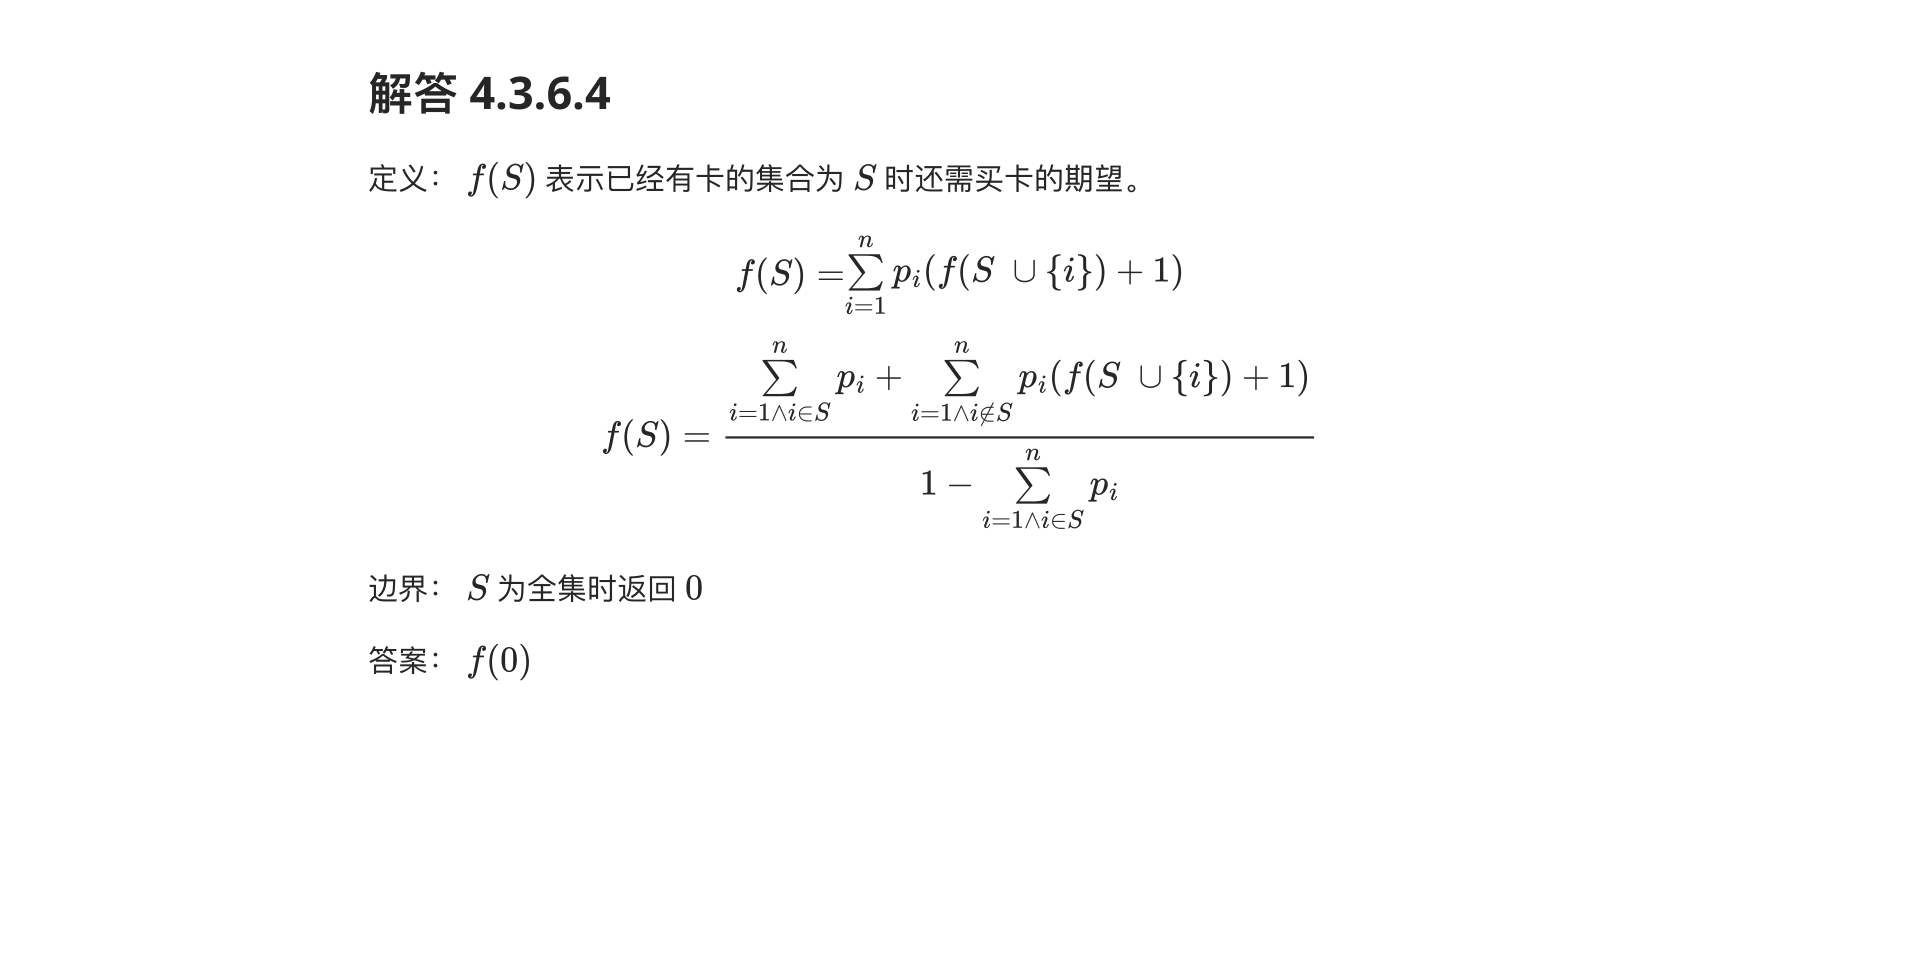 解答 4.3.6.4
定义： f(S) 表示已经有卡的集合为 S 时还需买卡的期望。
$f(S) = \sum_{i=1}^{n} p_i(f(S \cup \{i\}) + 1)$
$f(S) = \frac{\sum_{i=1 \wedge i \in S}^{n} p_i + \sum_{i=1 \wedge i \notin S}^{n} p_i(f(S \cup \{i\}) + 1)}{1 - \sum_{i=1 \wedge i \in S}^{n} p_i}$
边界： S 为全集时返回 0
答案： f(0)